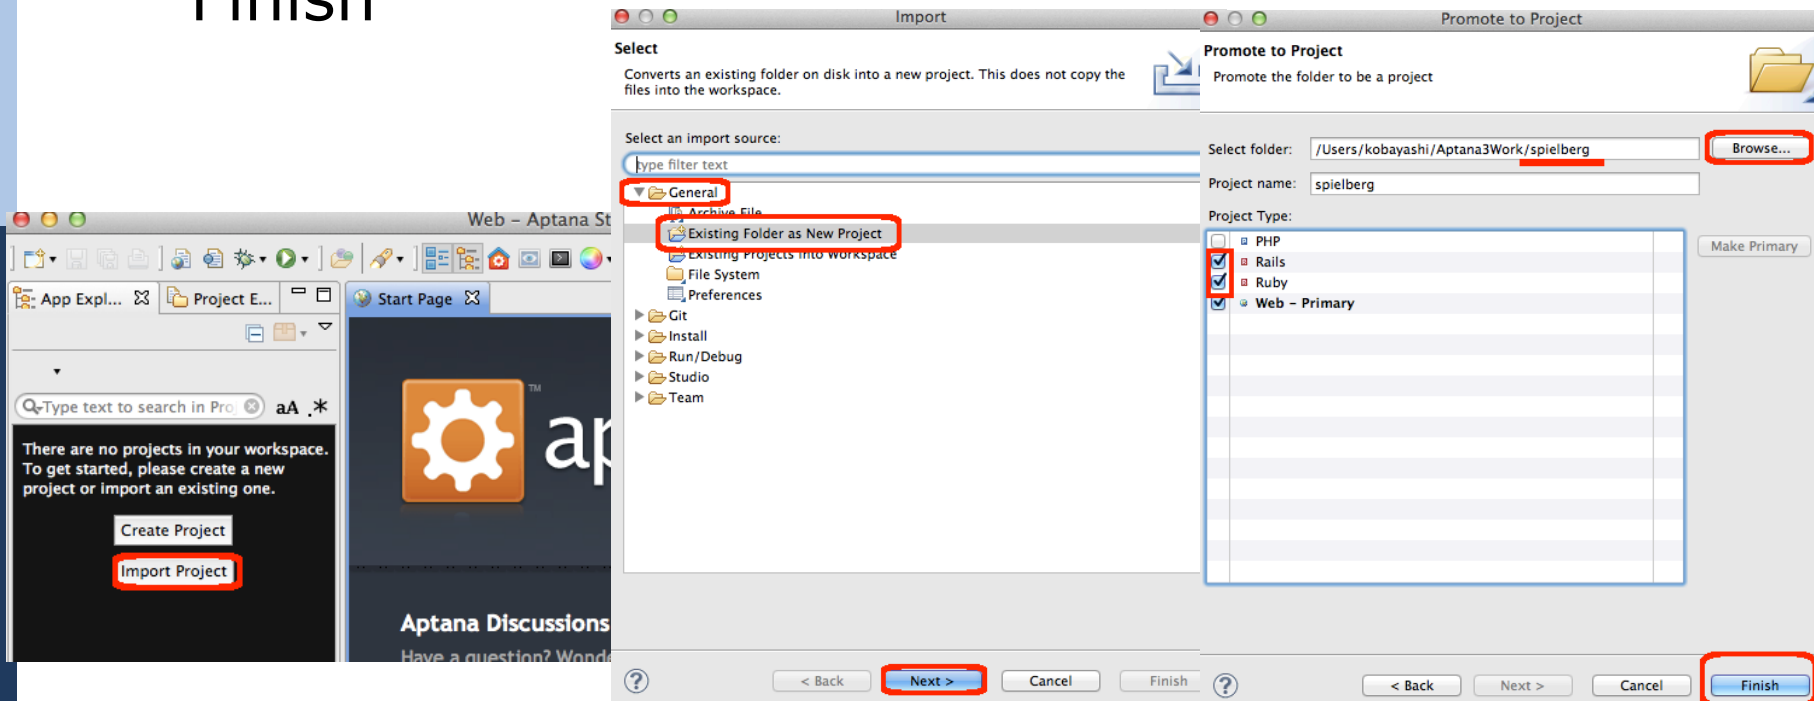 Finish
Web - Aptana St
App Expl...
Project E...
Start Page
Type text to search in Pro
aA .*
There are no projects in your workspace.
To get started, please create a new
project or import an existing one.
Create Project
Import Project
TM
ap
Aptana Discussions
Have a question? Wonde
Import
Select
Converts an existing folder on disk into a new project. This does not copy the
files into the workspace.
Select an import source:
type filter text
General
Archive File
Existing Folder as New Project
Existing Projects into Workspace
File System
Preferences
Git
Install
Run/Debug
Studio
Team
?
< Back
Next >
Cancel
Finish
Promote to Project
Promote to Project
Promote the folder to be a project
Select folder:
/Users/kobayashi/Aptana3Work/spielberg
Browse...
Project name:
spielberg
Project Type:
PHP
Rails
Ruby
Web - Primary
Make Primary
?
< Back
Next >
Cancel
Finish